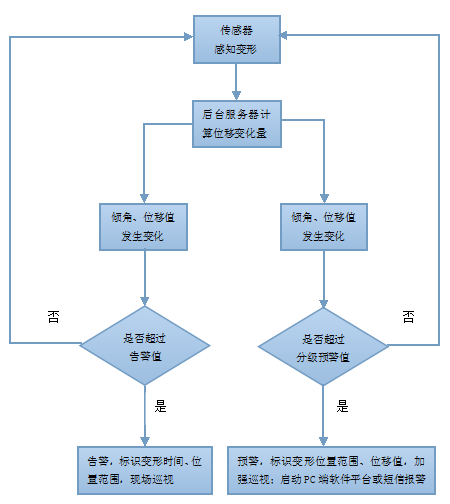 传感器
感知变形
后台服务器计
算位移变化量
倾角、位移值
发生变化
倾角、位移值
发生变化
否
是否超过
告警值
是否超过
分级预警值
否
是
是
告警，标识变形时间、位
置范围，现场巡视
预警，标识变形位置范围、位移值，加
强巡视；启动PC端软件平台或短信报警